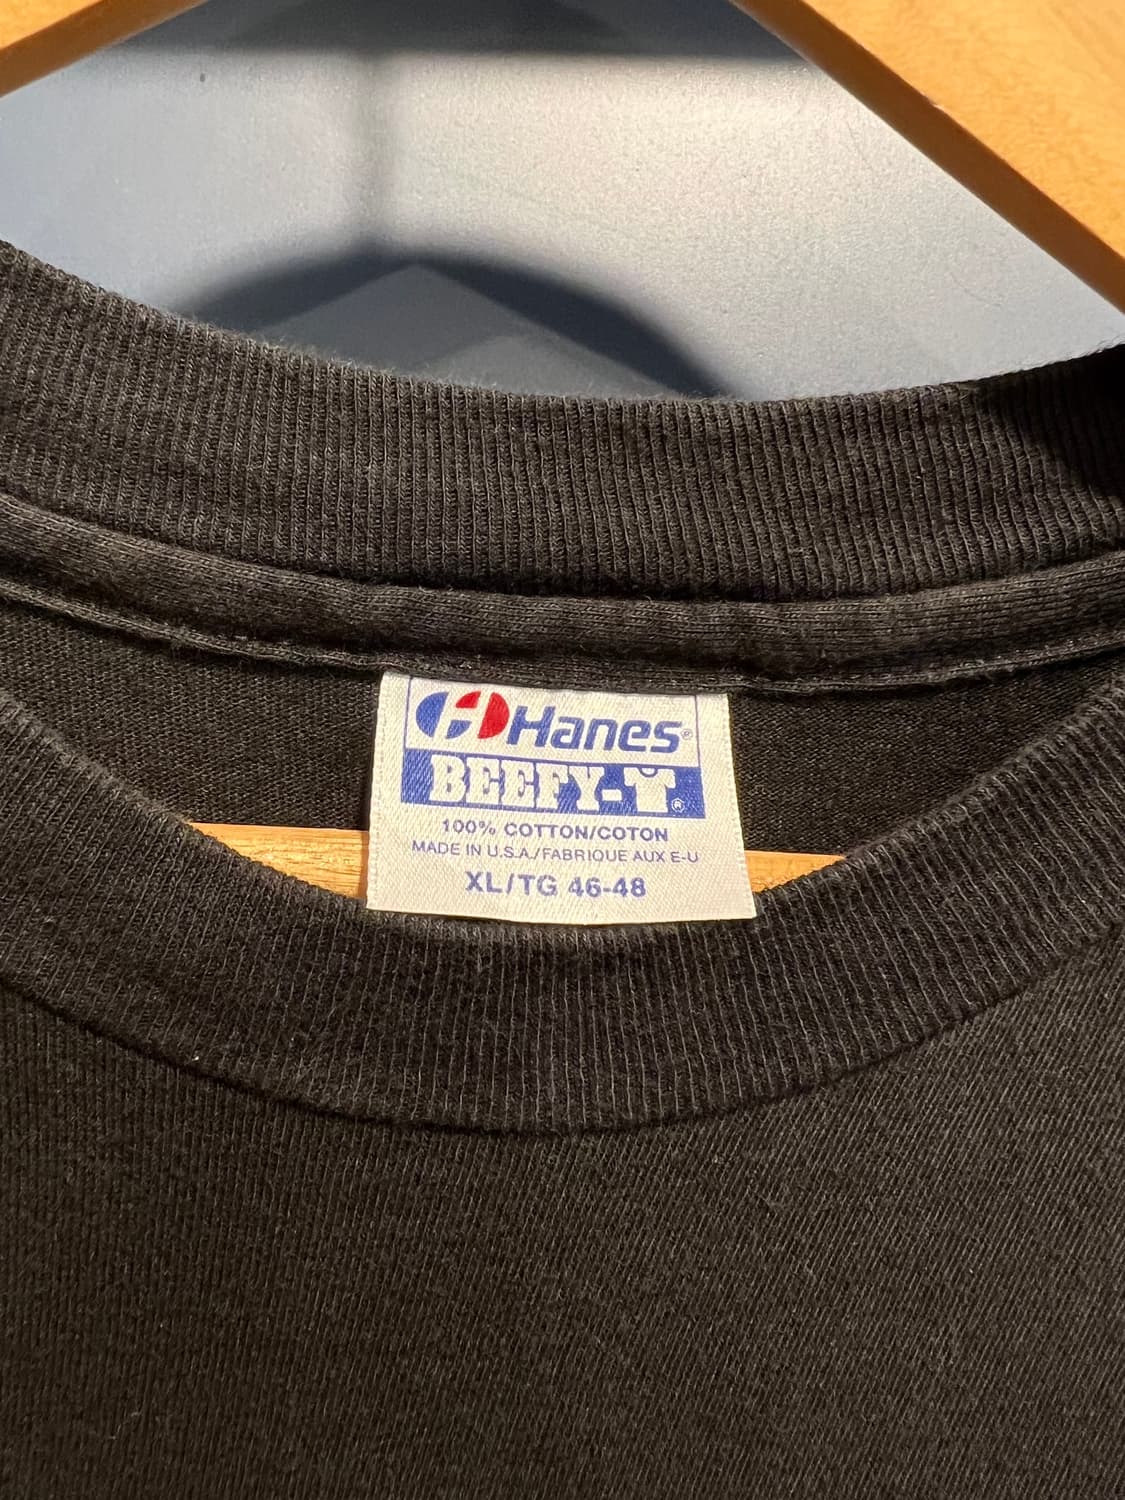 Hanes®
BEEFY-T®
100% COTTON/COTON
MADE IN U.S.A./FABRIQUE AUX E-U
XL/TG 46-48